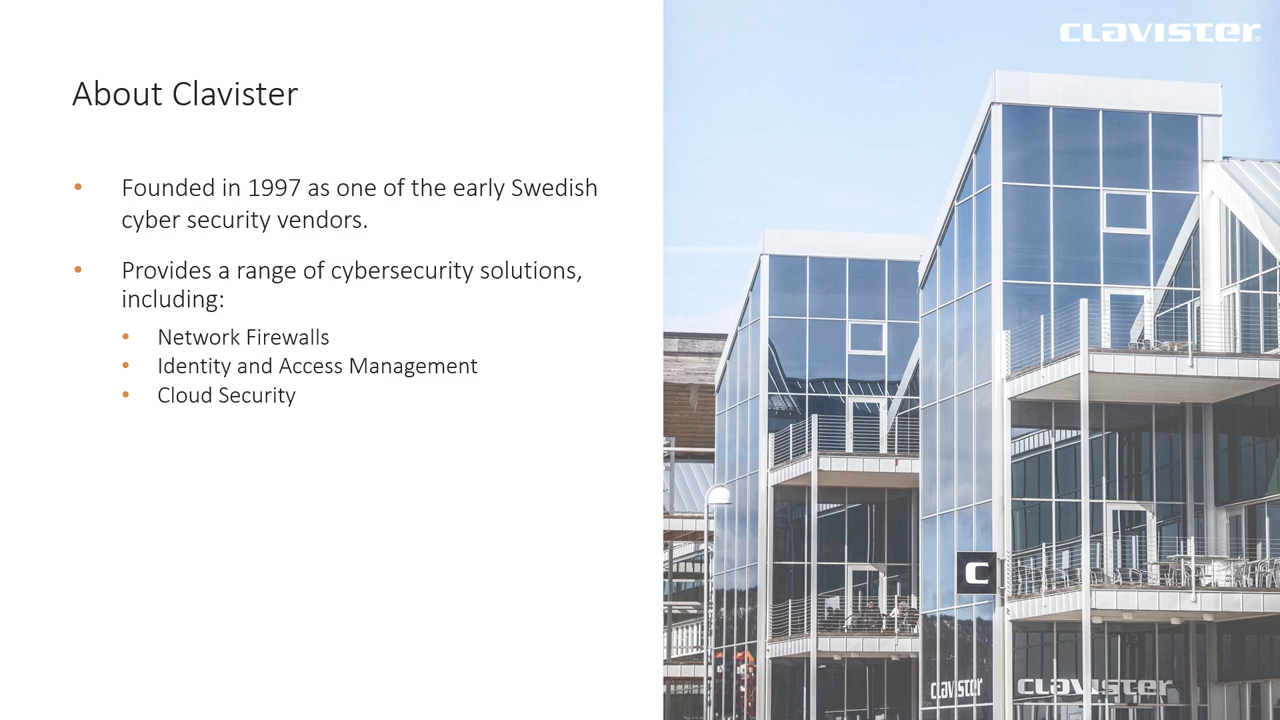 CLAVISTER
About Clavister
• Founded in 1997 as one of the early Swedish
cyber security vendors.
• Provides a range of cybersecurity solutions,
including:
• Network Firewalls
• Identity and Access Management
• Cloud Security
C
CLAVISTER
CLAVISTER